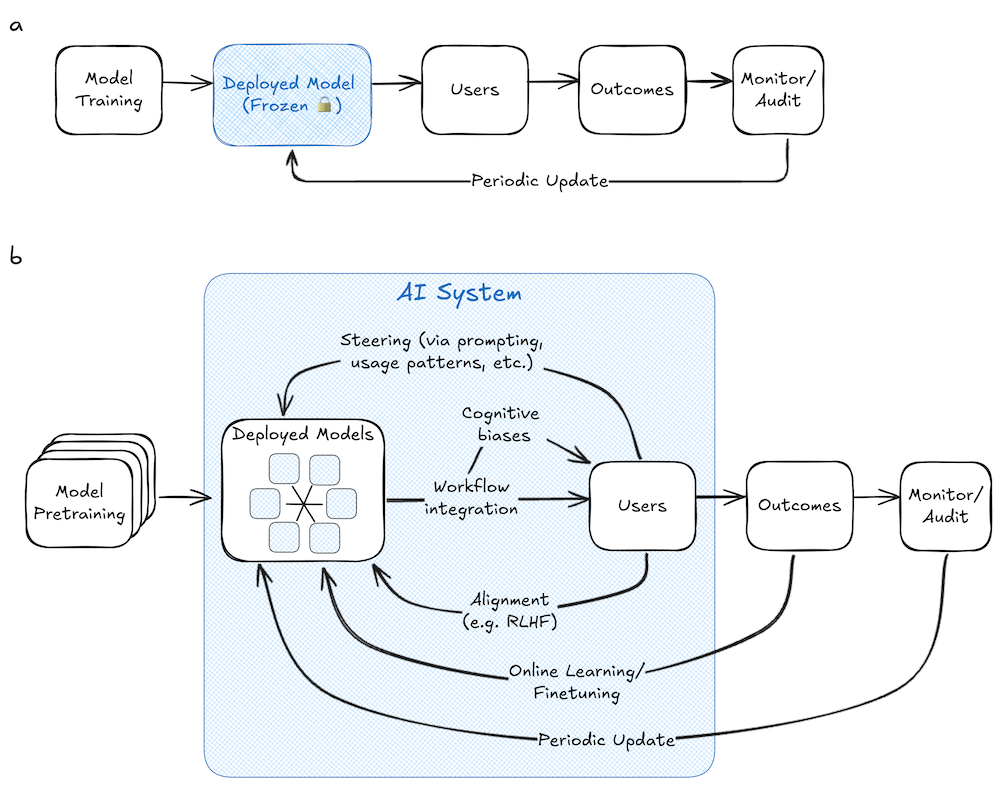 a
Model
Training
Deployed Model
(Frozen 🔒)
Users
Outcomes
Monitor/
Audit
Periodic Update
b
AI System
Steering (via prompting,
usage patterns, etc.)
Deployed Models
Cognitive
biases
Model
Pretraining
Workflow
integration
Users
Outcomes
Monitor/
Audit
Alignment
(e.g. RLHF)
Online Learning/
Finetuning
Periodic Update